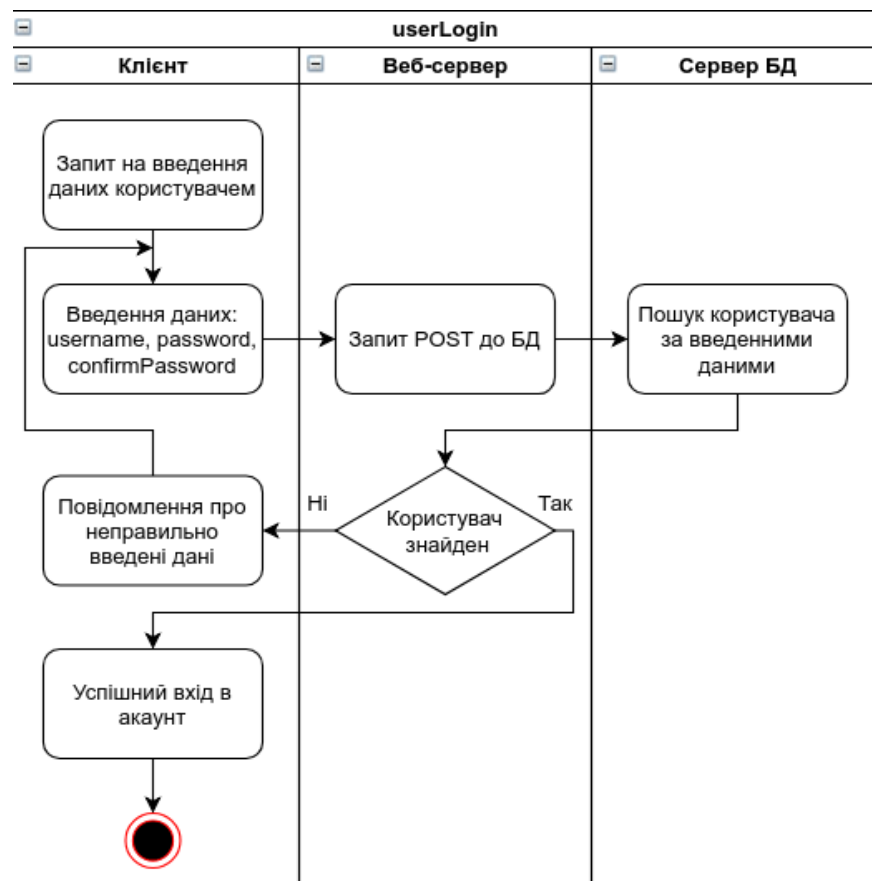 userLogin
Клієнт
Веб-сервер
Сервер БД
Запит на введення
даних користувачем
Введення даних:
username, password,
confirmPassword
Запит POST до БД
Пошук користувача
за введенними
даними
Повідомлення про
неправильно
введені дані
Ні
Користувач
знайден
Так
Успішний вхід в
акаунт